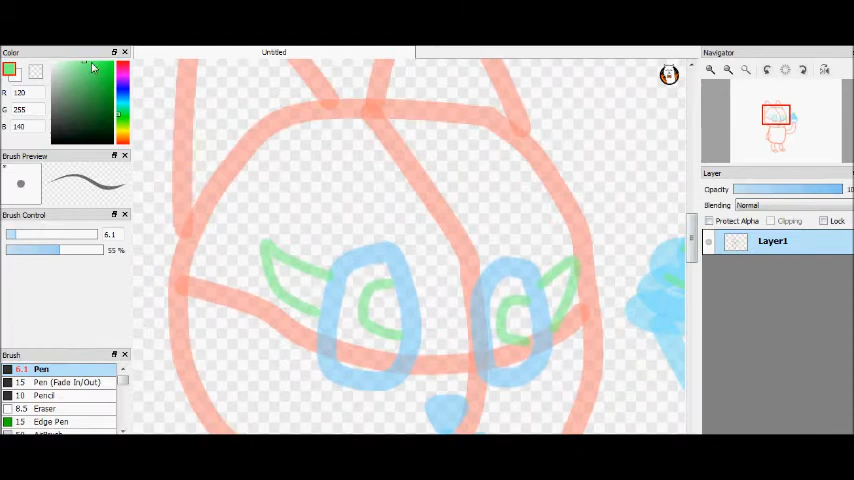 Color
Untitled
Navigator
R 120
G 255
B 140
Brush Preview
Brush Control
6.1
55 %
Layer
Opacity
Blending Normal
Protect Alpha Clipping Lock
Layer1
Brush
6.1 Pen
15 Pen (Fade In/Out)
10 Pencil
8.5 Eraser
15 Edge Pen